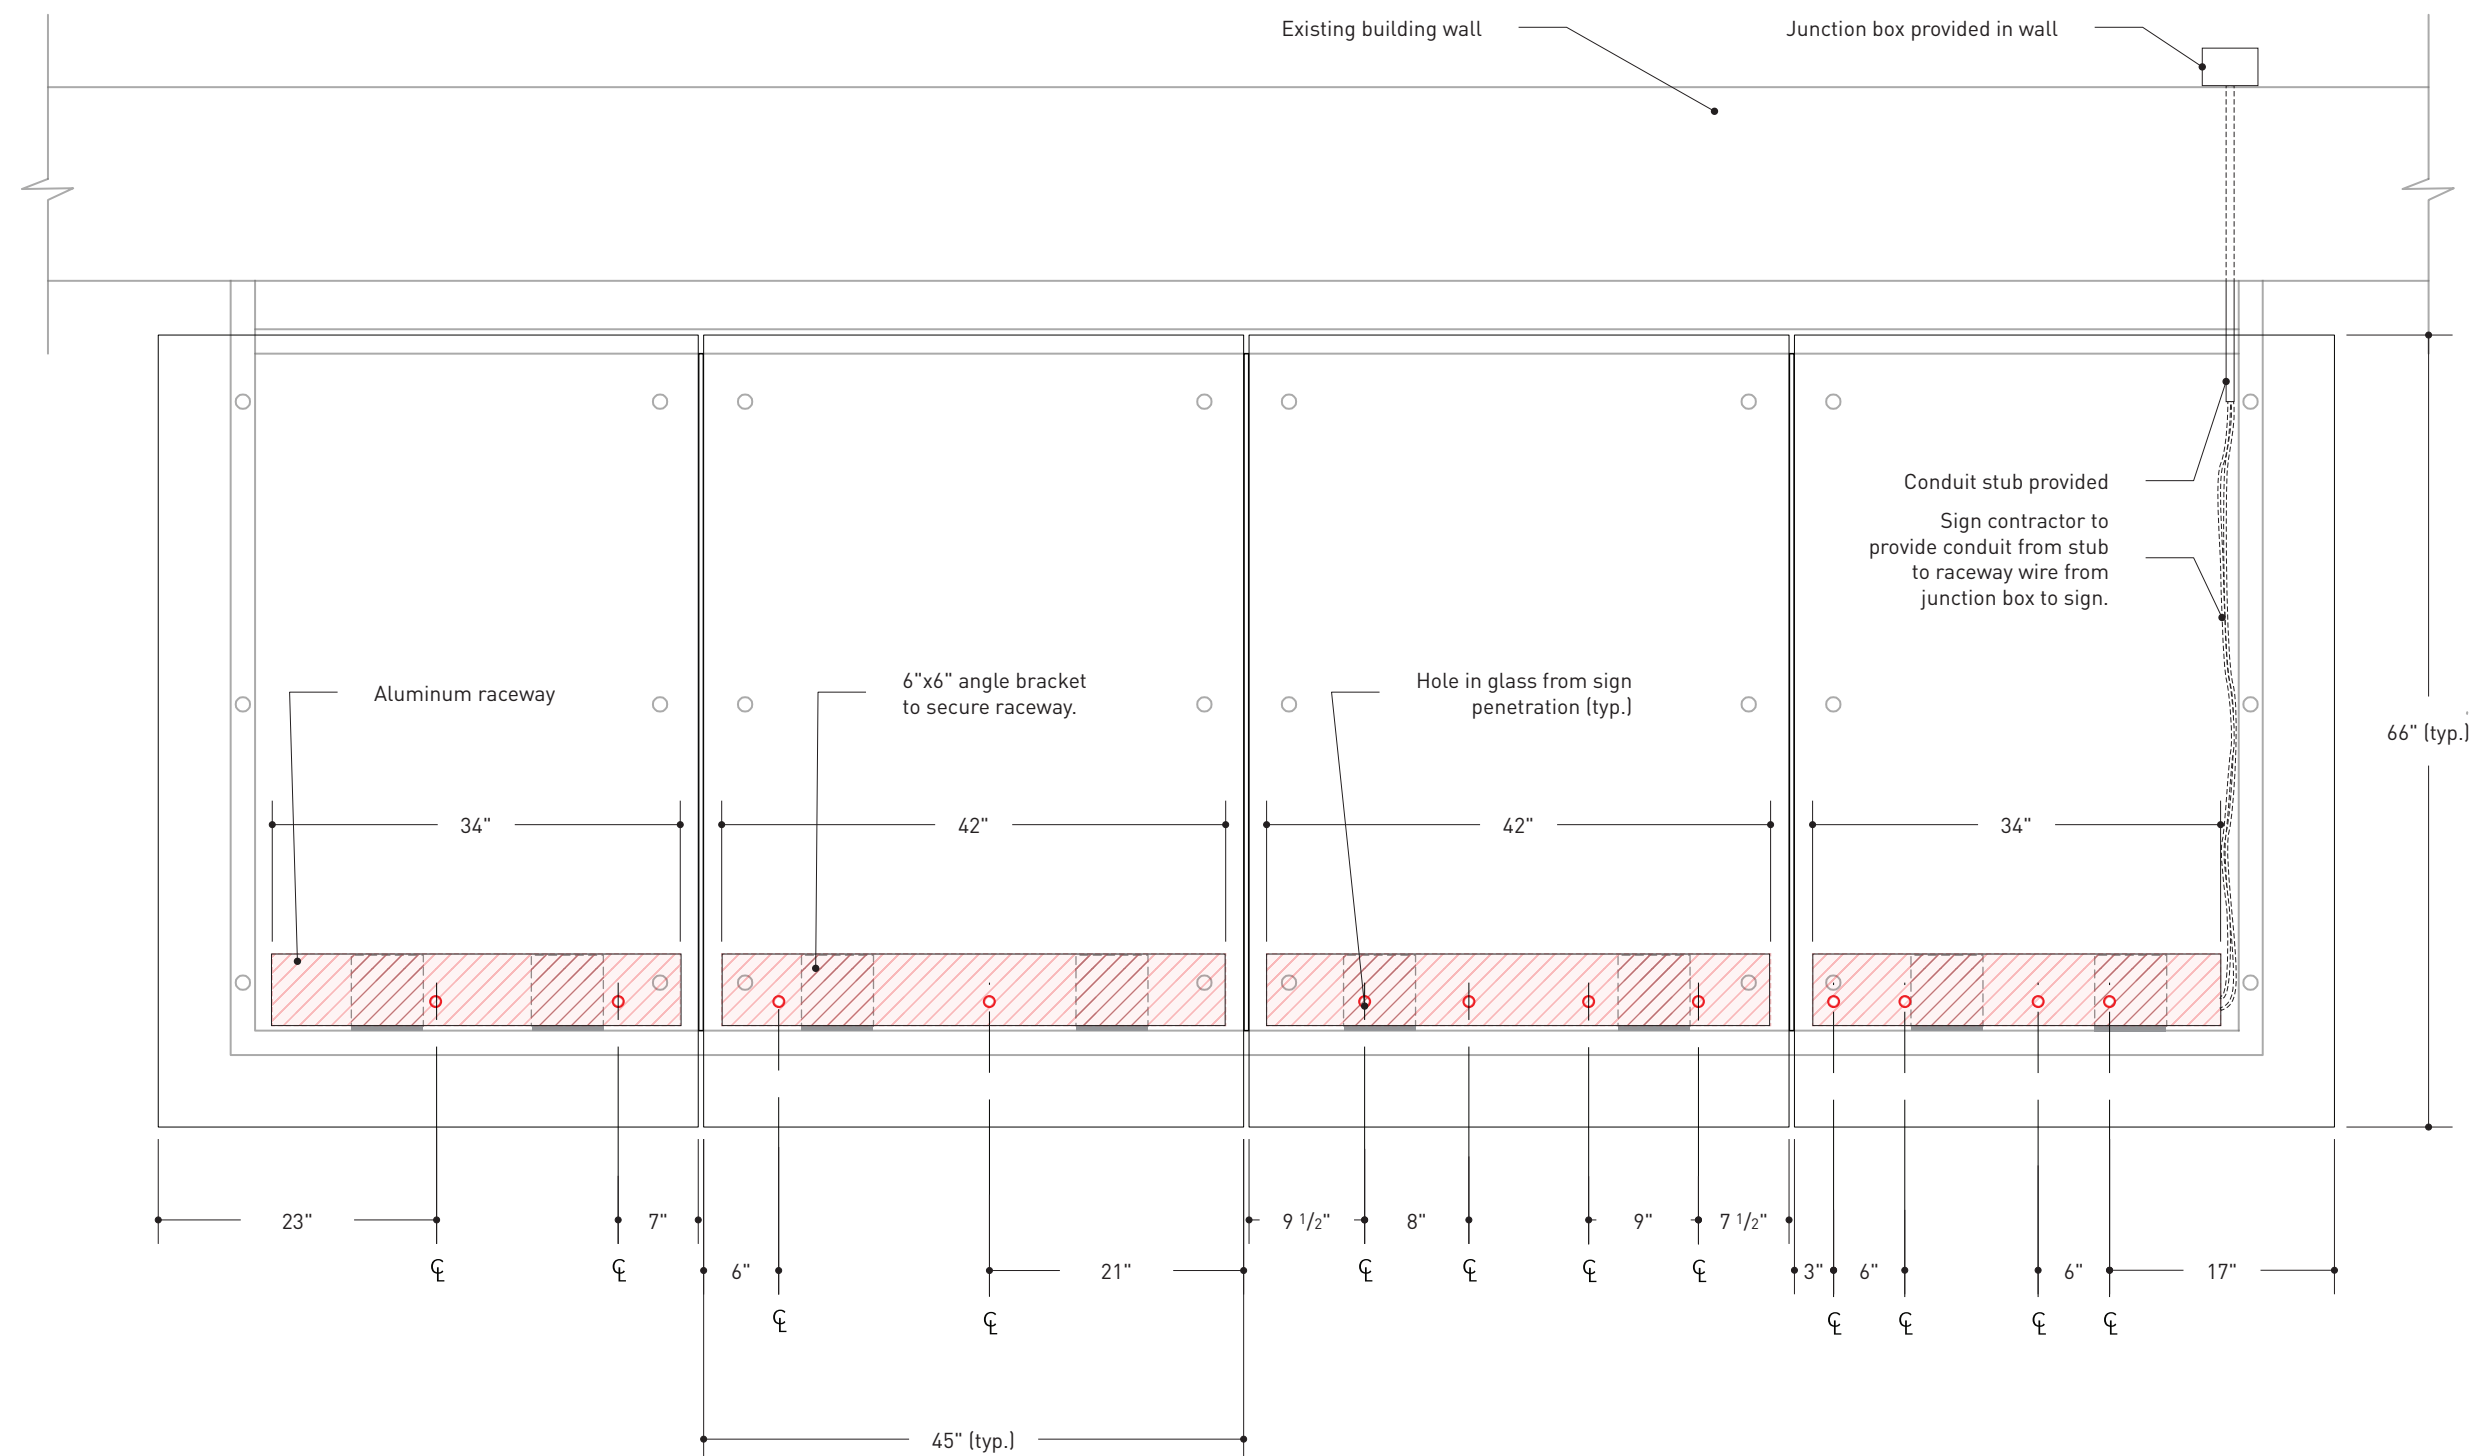 Existing building wall
Junction box provided in wall
Conduit stub provided
Sign contractor to
provide conduit from stub
to raceway wire from
junction box to sign.
Aluminum raceway
6"x6" angle bracket
to secure raceway.
Hole in glass from sign
penetration (typ.)
66" (typ.)
34"
42"
42"
34"
23"
7"
9 1/2"
8"
9"
7 1/2"
6"
21"
3"
6"
6"
17"
℄
℄
℄
℄
℄
℄
℄
℄
℄
℄
℄
℄
45" (typ.)